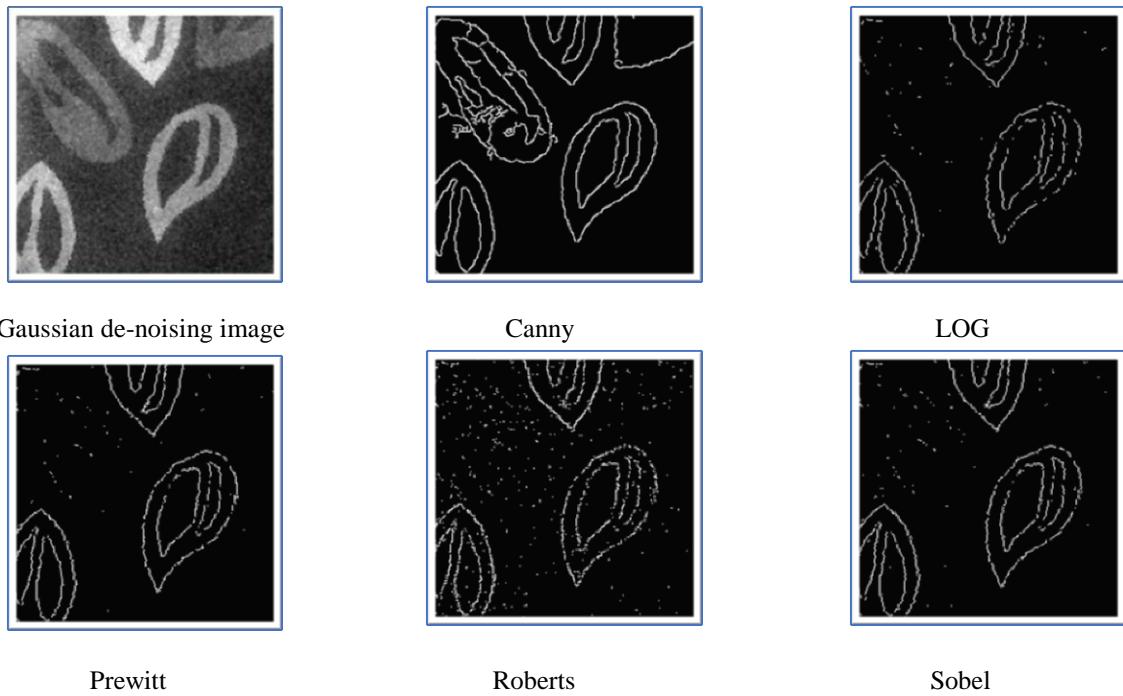 Gaussian de-noising image
Canny
LOG
Prewitt
Roberts
Sobel